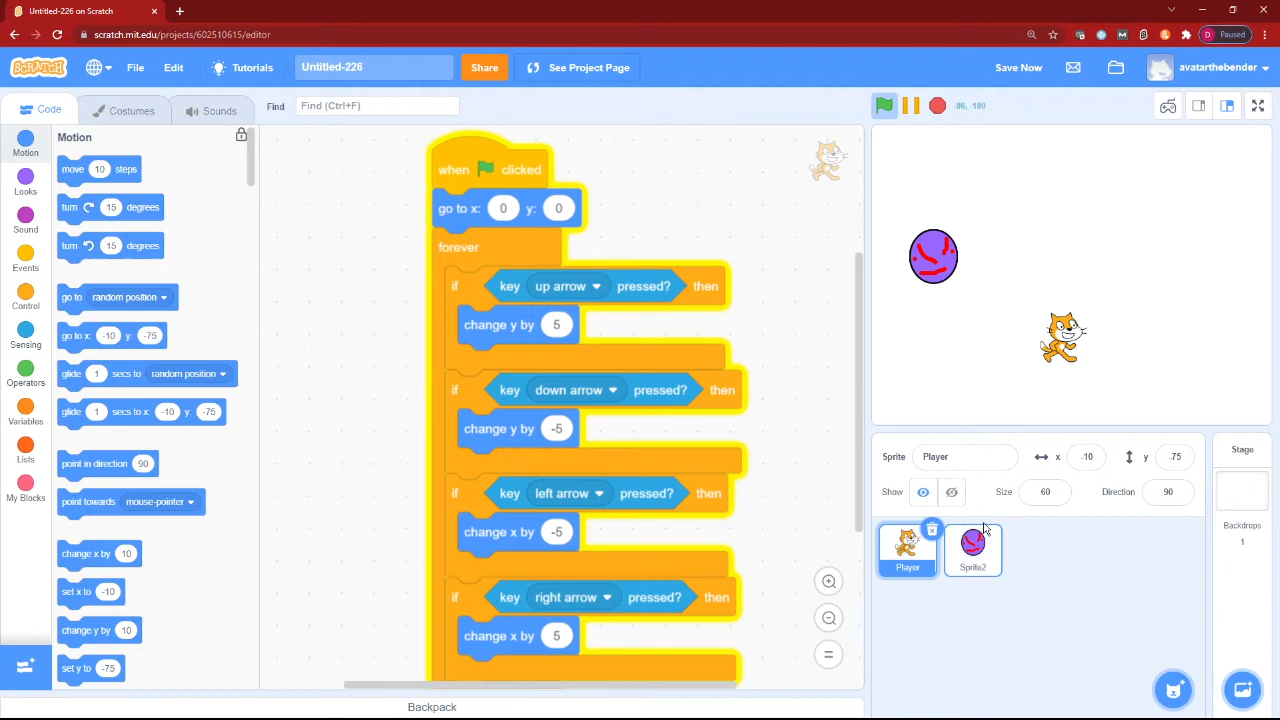 Untitled-226 on Scratch
scratch.mit.edu/projects/602510615/editor
D
Paused
SCRATCH
File
Edit
Tutorials
Untitled-226
Share
See Project Page
Save Now
avatarthebender
Code
Costumes
Sounds
Find
Find (Ctrl+F)
-96, -180
Motion
Looks
Sound
Events
Control
Sensing
Operators
Variables
Lists
My Blocks
Motion
move 10 steps
turn 15 degrees
turn 15 degrees
go to random position
go to x: -10 y: -75
glide 1 secs to random position
glide 1 secs to x: -10 y: -75
point in direction 90
point towards mouse-pointer
change x by 10
set x to -10
change y by 10
set y to -75
when clicked
go to x: 0 y: 0
forever
if key up arrow pressed? then
change y by 5
if key down arrow pressed? then
change y by -5
if key left arrow pressed? then
change x by -5
if key right arrow pressed? then
change x by 5
Sprite Player x -10 y -75
Show Size 60 Direction 90
Player
Sprite2
Stage
Backdrops
1
Backpack